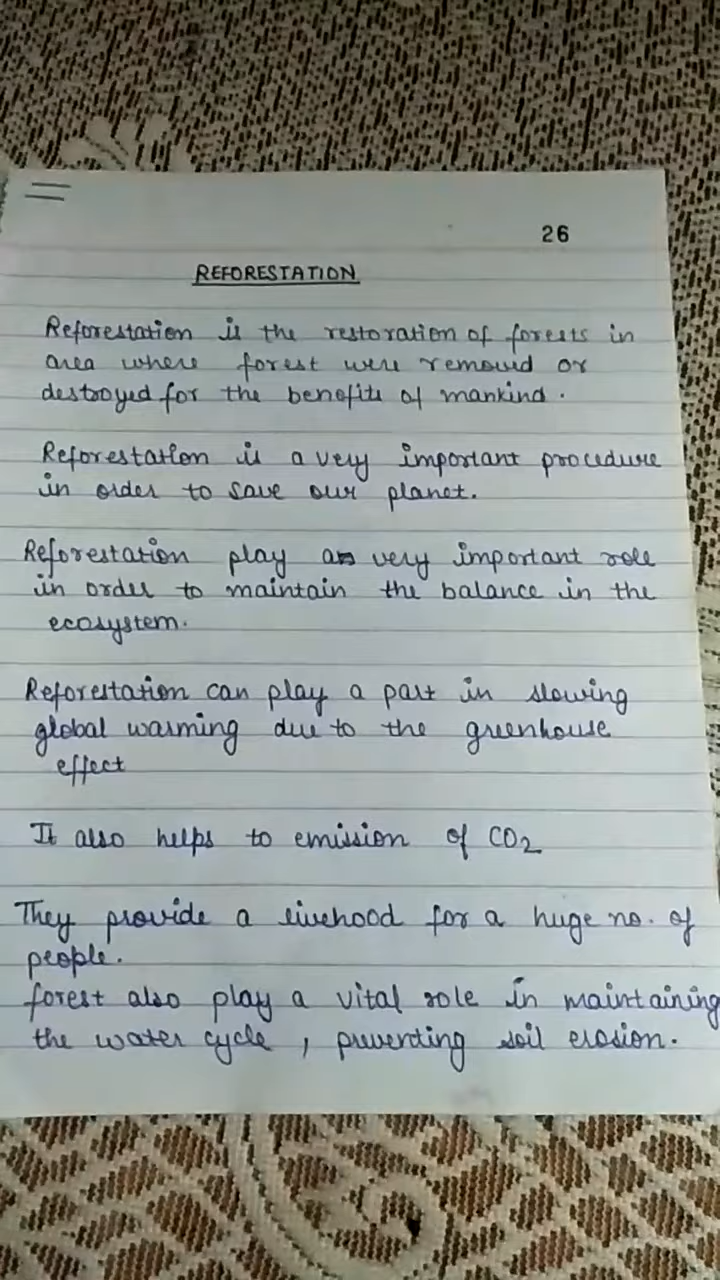 26
REFORESTATION
Reforestation is the restoration of forests in
area where forest were removed or
destroyed for the benefits of mankind.
Reforestation is a very important procedure
in order to save our planet.
Reforestation play a very important role
in order to maintain the balance in the
ecosystem.
Reforestation can play a part in slowing
global warming due to the greenhouse
effect
It also helps to emission of CO2
They provide a livehood for a huge no. of
people.
forest also play a vital role in maintaining
the water cycle, preventing soil erosion.